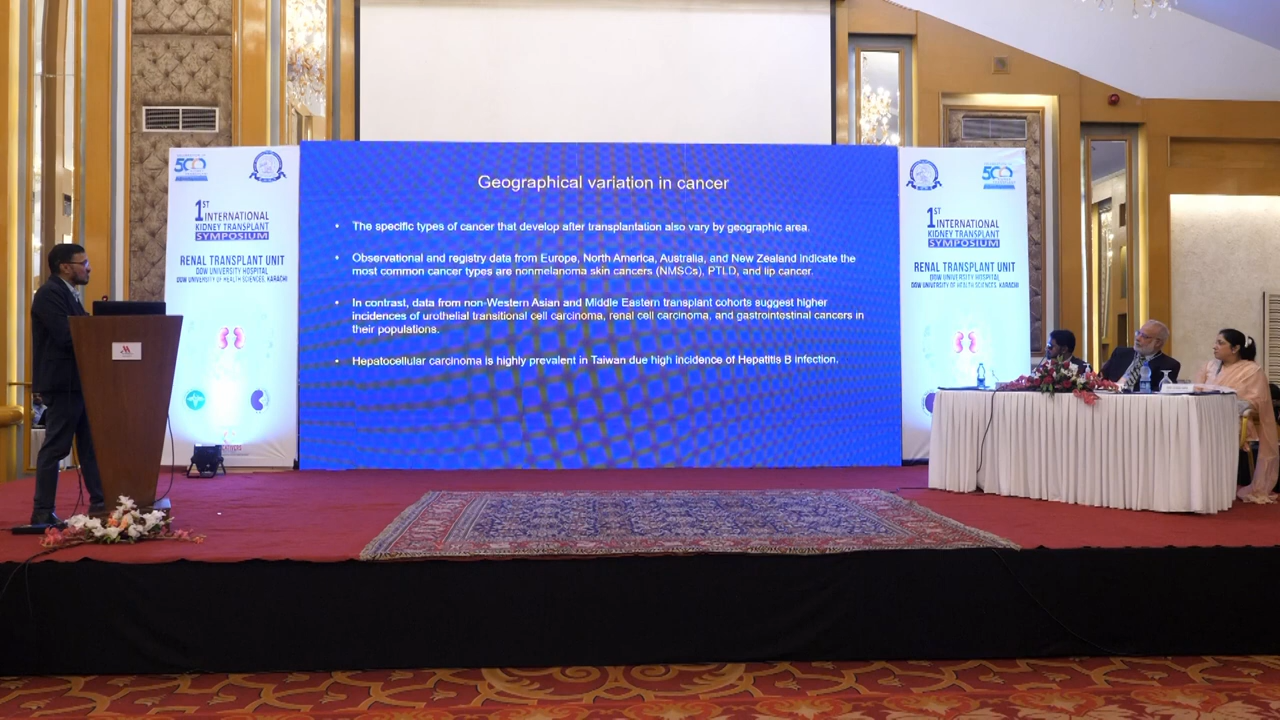 Geographical variation in cancer
• The specific types of cancer that develop after transplantation also vary by geographic area.
• Observational and registry data from Europe, North America, Australia, and New Zealand indicate the
most common cancer types are nonmelanoma skin cancers (NMSCs), PTLD, and lip cancer.
• In contrast, data from non-Western Asian and Middle Eastern transplant cohorts suggest higher
incidences of urothelial transitional cell carcinoma, renal cell carcinoma, and gastrointestinal cancers in
their populations.
• Hepatocellular carcinoma is highly prevalent in Taiwan due high incidence of Hepatitis B infection.
500
1ST
INTERNATIONAL
KIDNEY TRANSPLANT
SYMPOSIUM
RENAL TRANSPLANT UNIT
DOW UNIVERSITY HOSPITAL
DOW UNIVERSITY OF HEALTH SCIENCES, KARACHI
500
1ST
INTERNATIONAL
KIDNEY TRANSPLANT
SYMPOSIUM
RENAL TRANSPLANT UNIT
DOW UNIVERSITY HOSPITAL
DOW UNIVERSITY OF HEALTH SCIENCES, KARACHI